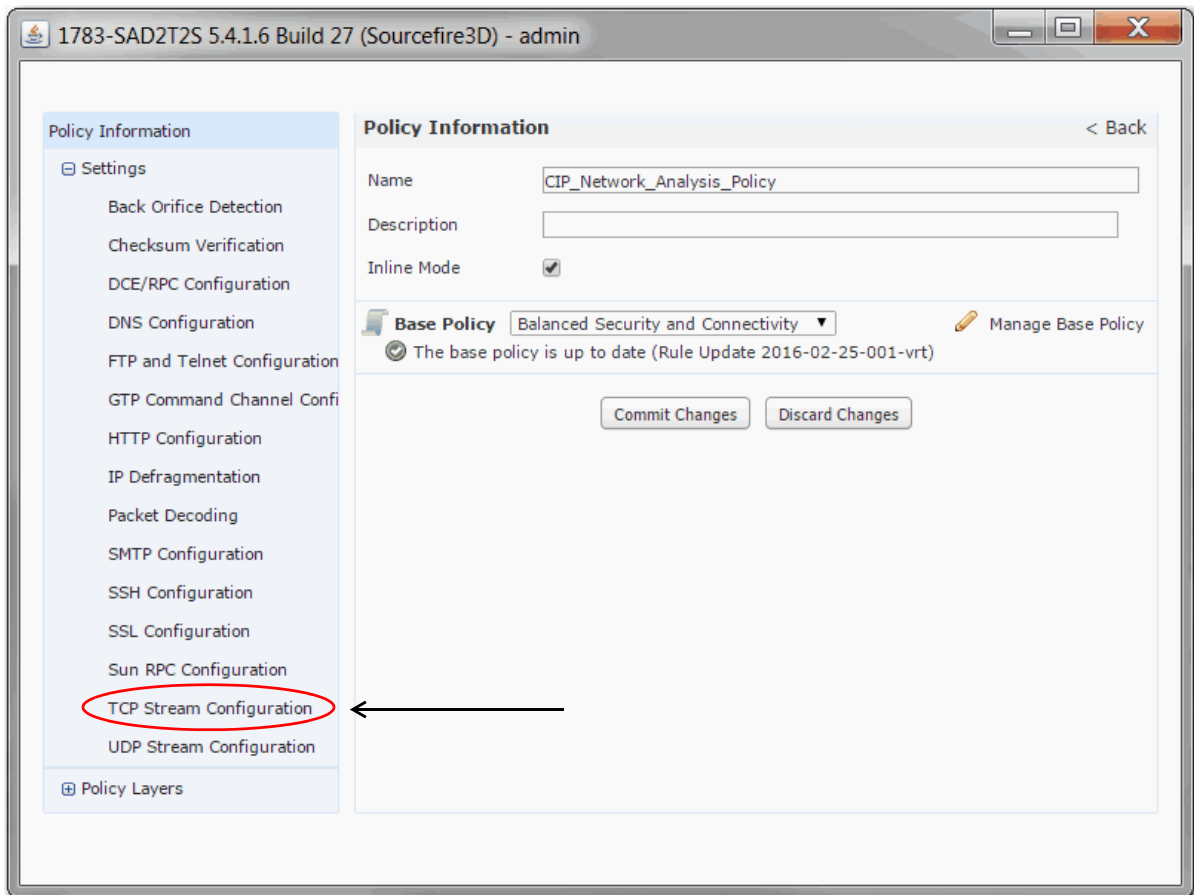 1783-SAD2T2S 5.4.1.6 Build 27 (Sourcefire3D) - admin
Policy Information
Settings
Back Orifice Detection
Checksum Verification
DCE/RPC Configuration
DNS Configuration
FTP and Telnet Configuration
GTP Command Channel Confi
HTTP Configuration
IP Defragmentation
Packet Decoding
SMTP Configuration
SSH Configuration
SSL Configuration
Sun RPC Configuration
TCP Stream Configuration
UDP Stream Configuration
Policy Layers
Policy Information < Back
Name CIP_Network_Analysis_Policy
Description
Inline Mode
Base Policy Balanced Security and Connectivity Manage Base Policy
The base policy is up to date (Rule Update 2016-02-25-001-vrt)
Commit Changes Discard Changes